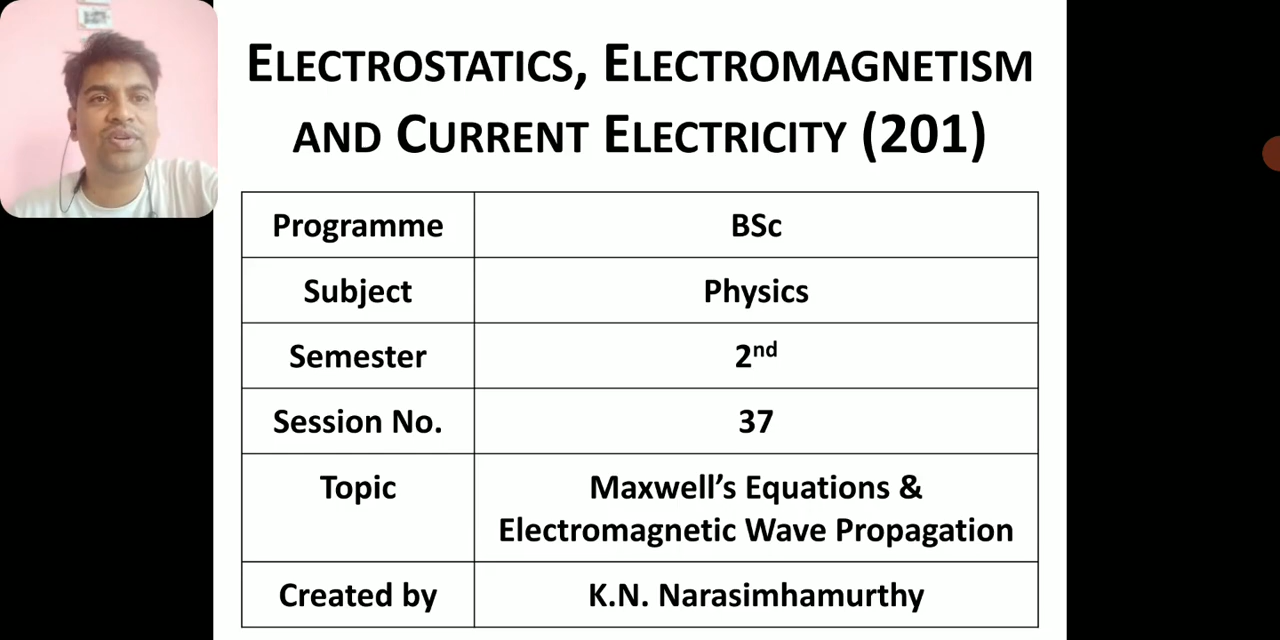 ELECTROSTATICS, ELECTROMAGNETISM
AND CURRENT ELECTRICITY (201)
Programme BSc
Subject Physics
Semester 2nd
Session No. 37
Topic Maxwell’s Equations &
Electromagnetic Wave Propagation
Created by K.N. Narasimhamurthy